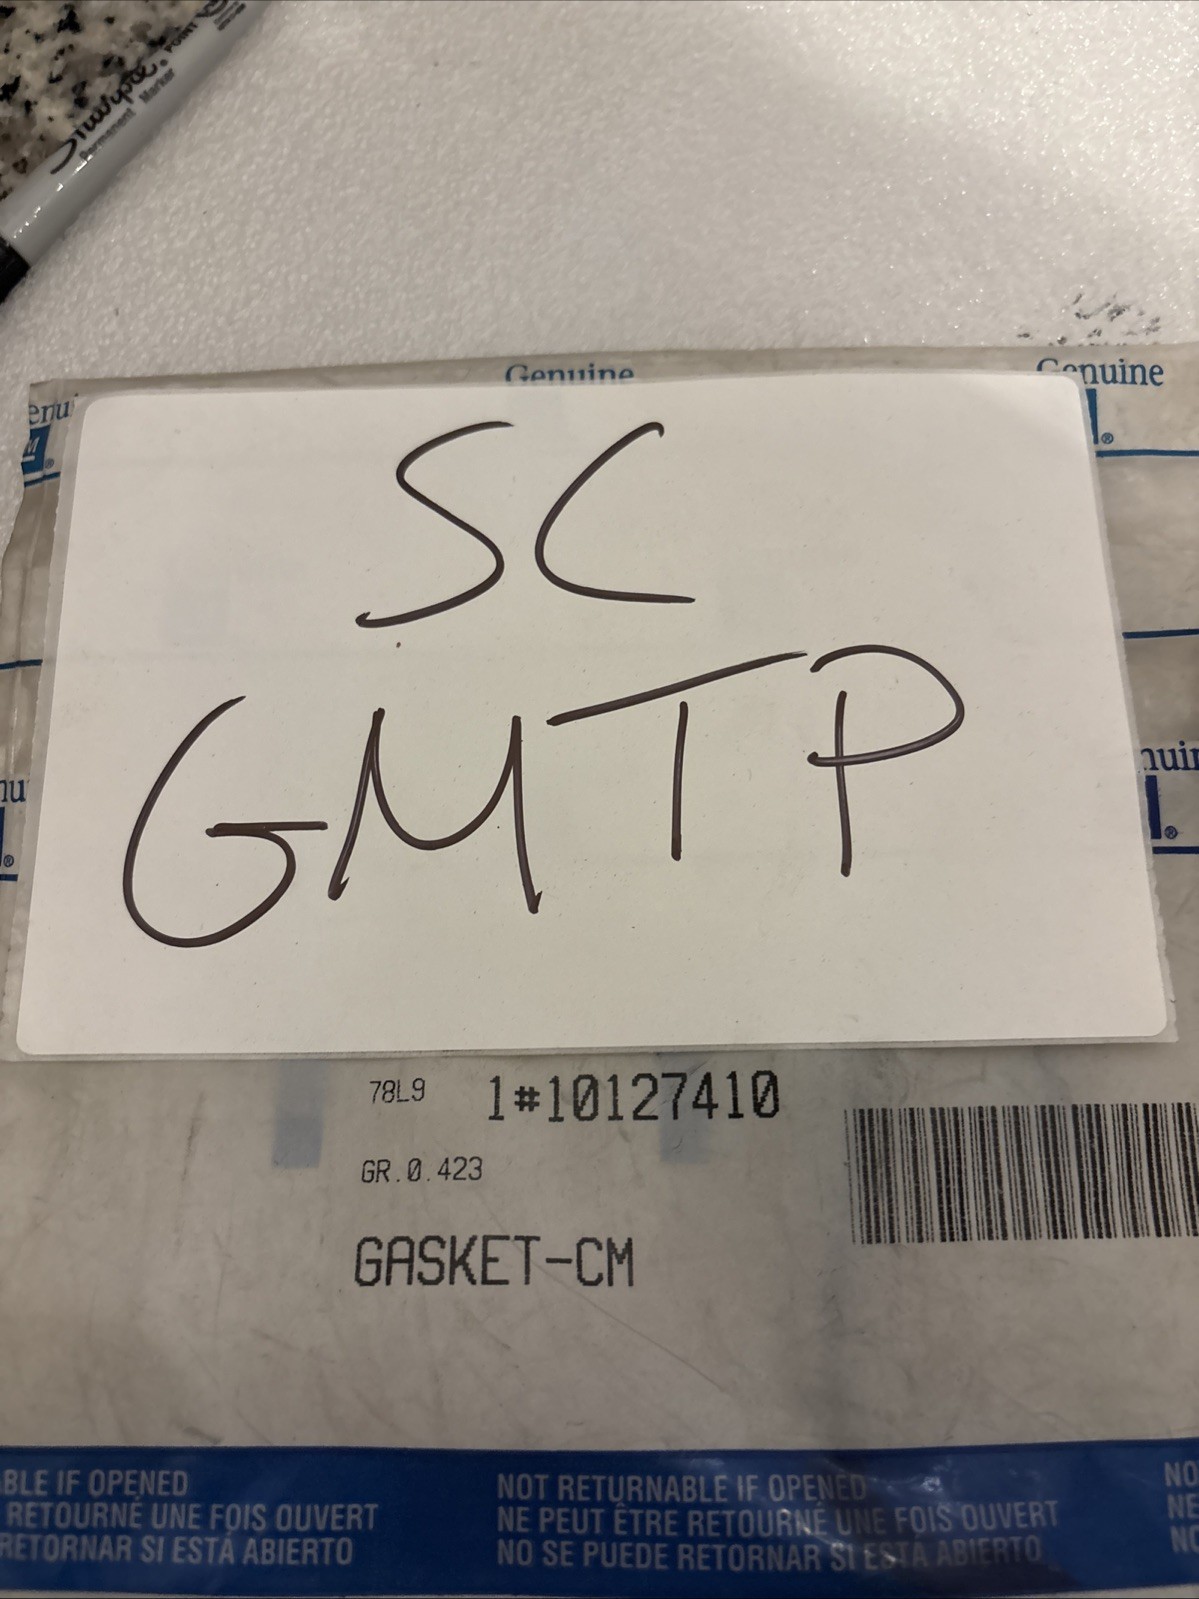 Sharpie®
Permanent Marker
Genuine
Genuine
SC
GMTP
78L9 1#10127410
GR.0.423
GASKET-CM
NOT RETURNABLE IF OPENED
NE PEUT ÊTRE RETOURNÉ UNE FOIS OUVERT
NO SE PUEDE RETORNAR SI ESTÁ ABIERTO
IF OPENED
RETOURNÉ UNE FOIS OUVERT
RETORNAR SI ESTÁ ABIERTO